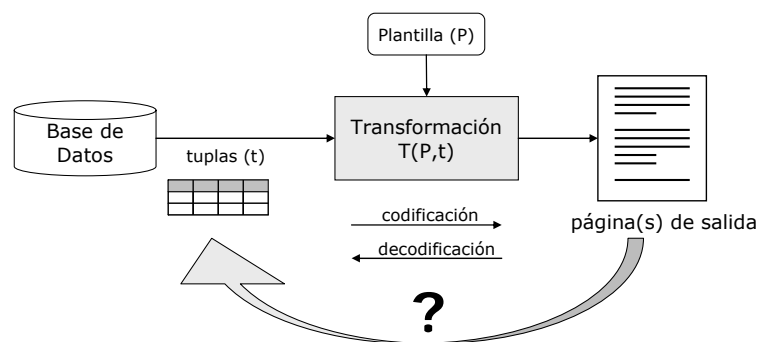 Plantilla (P)
Base de
Datos
tuplas (t)
Transformación
T(P,t)
codificación
decodificación
página(s) de salida
?